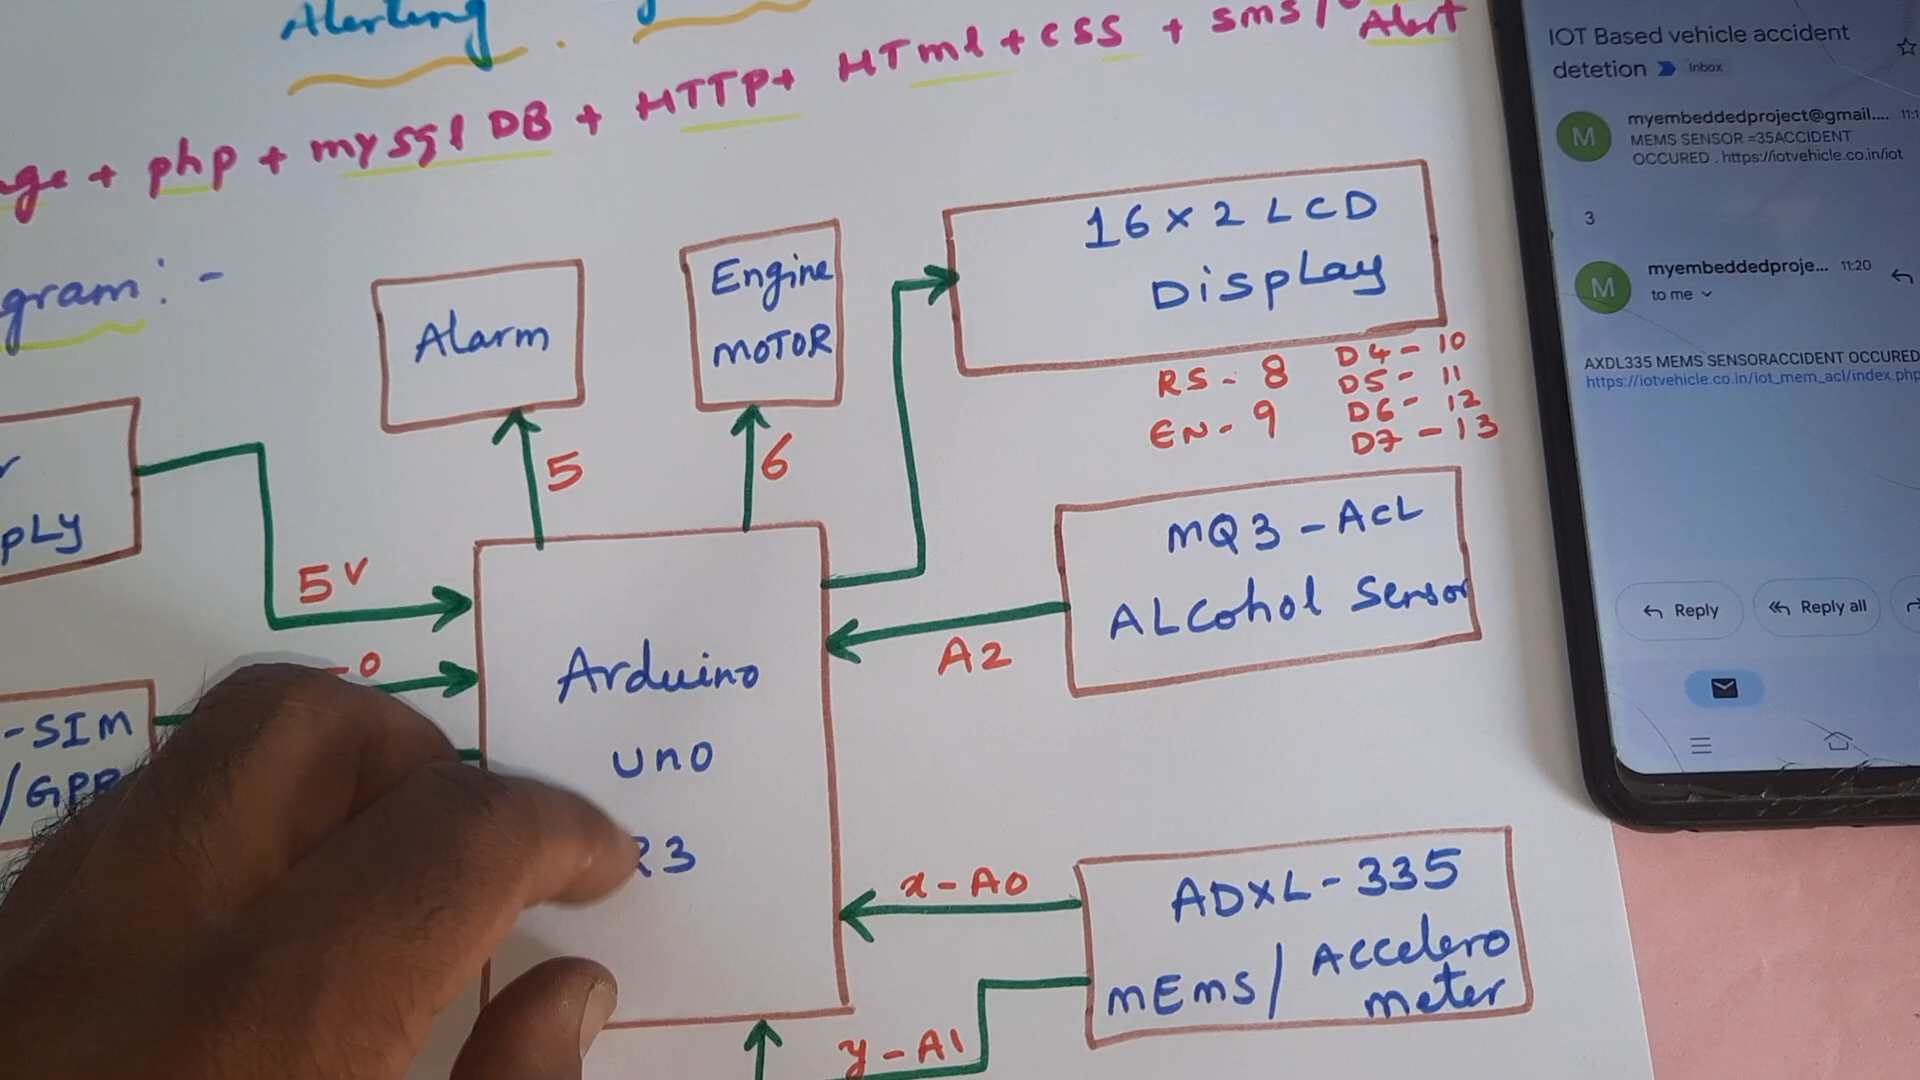 Alerting
+ php + mysql DB + HTTP+ HTml + css + sms/
Alert
gram: -
Alarm
Engine
MOTOR
16x2 LCD
Display
RS - 8
EN - 9
D4 - 10
D5 - 11
D6 - 12
D7 - 13
5
6
pLy
5V
-0
-SIM
Arduino
uno
R3
MQ3 - AcL
ALcohol Sensor
A2
x - A0
ADXL - 335
mEms / Accelero
meter
y - A1
IOT Based vehicle accident
detetion Inbox
M
myembeddedproject@gmail....
MEMS SENSOR =35ACCIDENT
OCCURED . https://iotvehicle.co.in/iot
3
M
myembeddedproje... 11:20
to me
AXDL335 MEMS SENSORACCIDENT OCCURED
https://iotvehicle.co.in/iot_mem_acl/index.php
Reply
Reply all